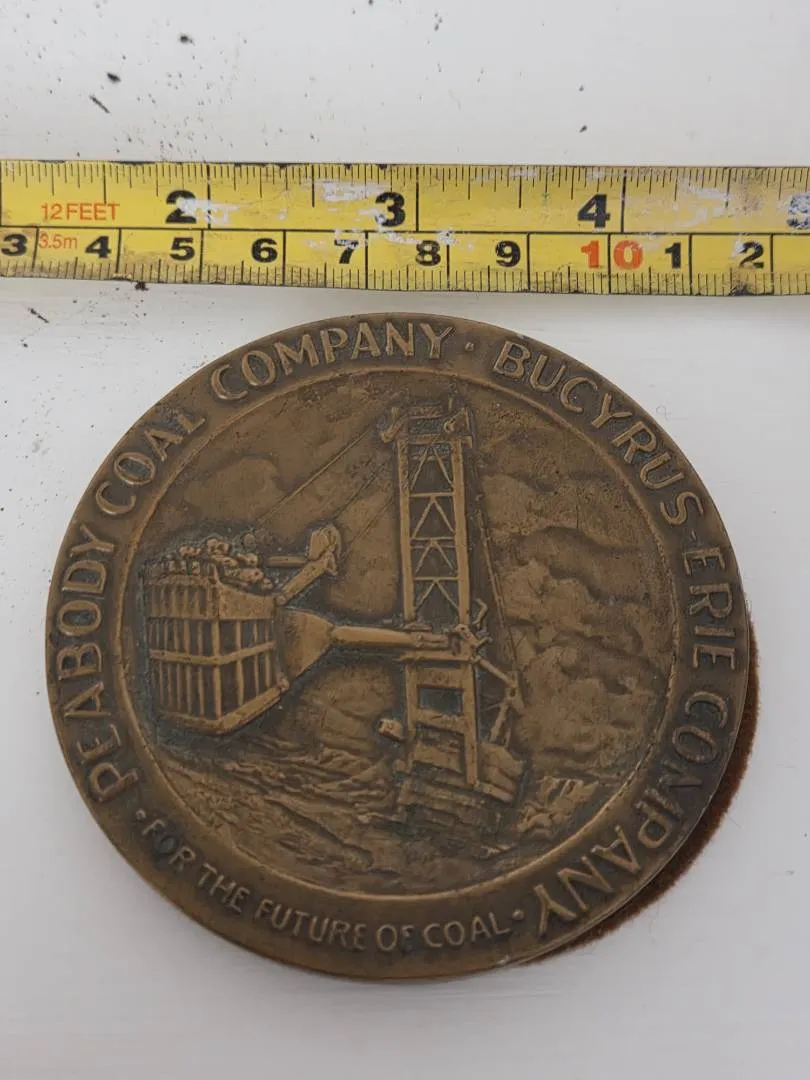 12 FEET 2 3 4 5
3 3.5m 4 5 6 7 8 9 10 1 2
PEABODY COAL COMPANY · BUCYRUS-ERIE COMPANY
· FOR THE FUTURE OF COAL ·